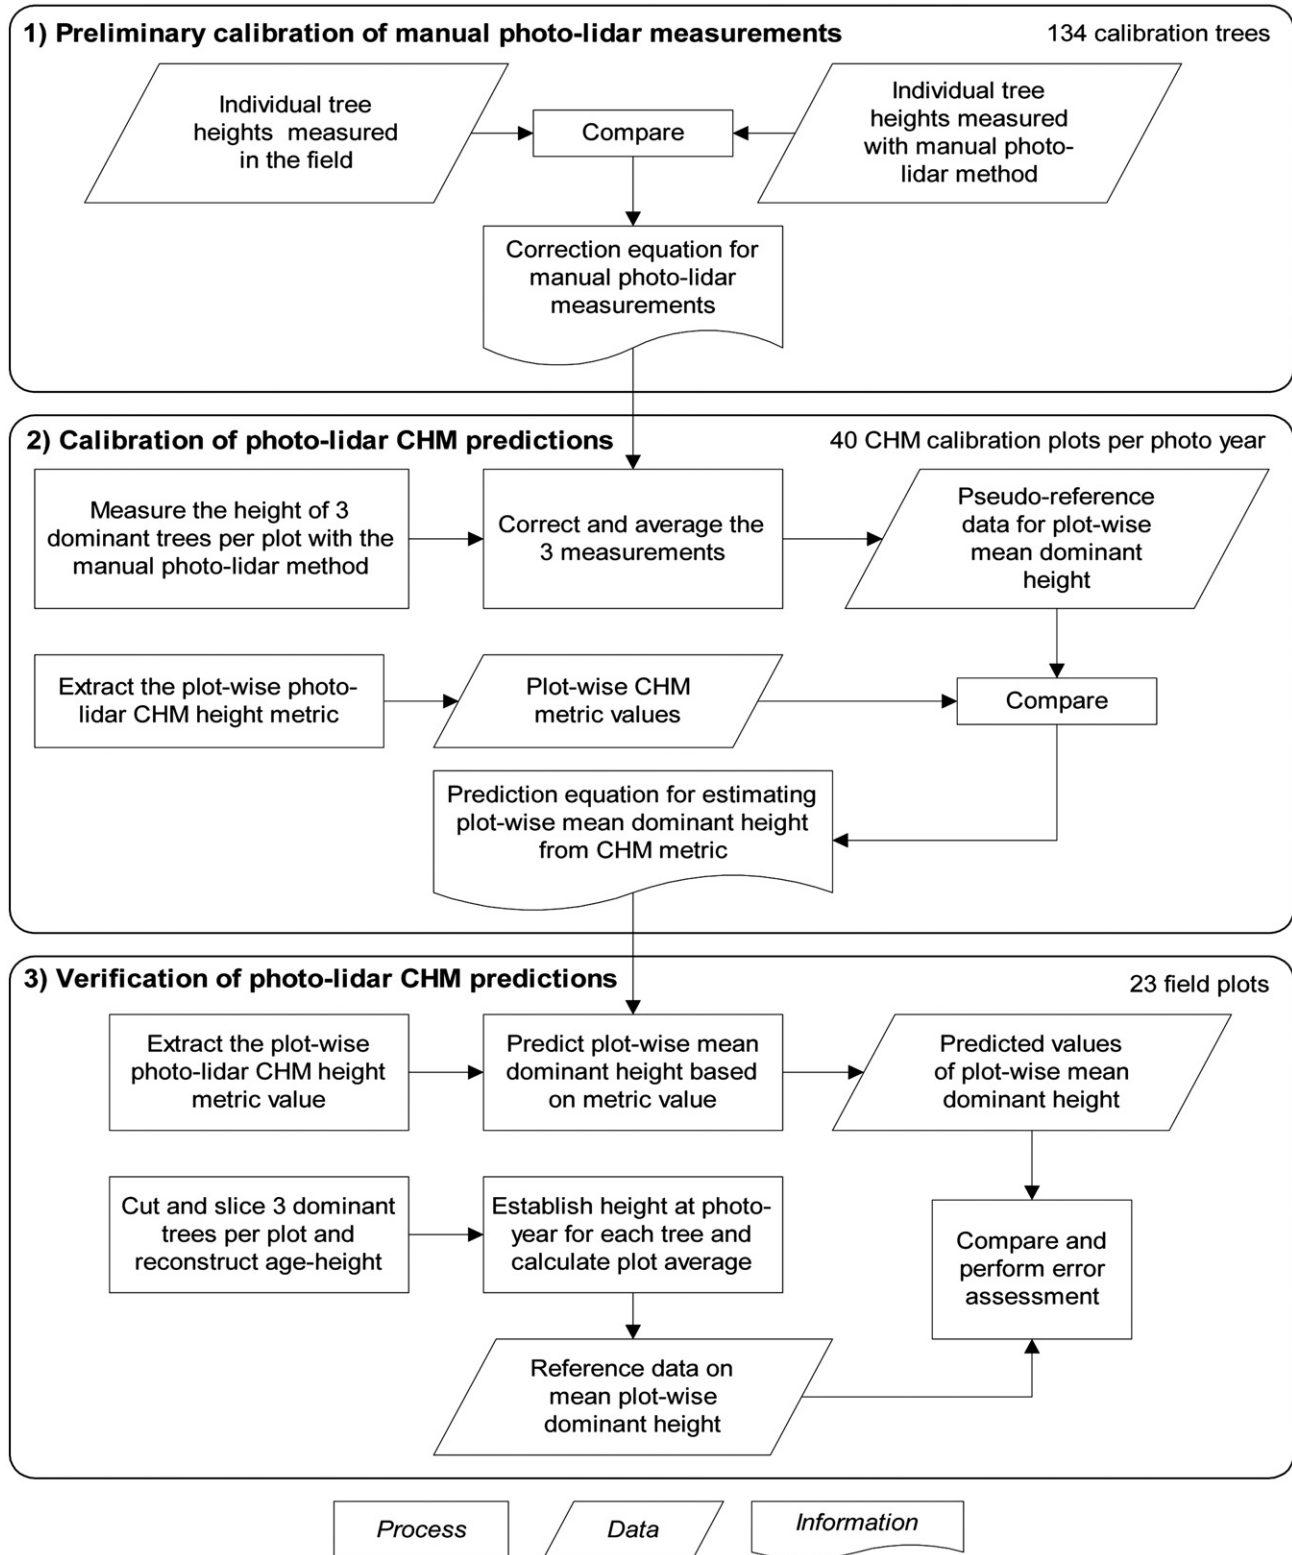 1) Preliminary calibration of manual photo-lidar measurements
134 calibration trees
Individual tree
heights measured
in the field
Compare
Individual tree
heights measured
with manual photo-
lidar method
Correction equation for
manual photo-lidar
measurements
2) Calibration of photo-lidar CHM predictions
40 CHM calibration plots per photo year
Measure the height of 3
dominant trees per plot with the
manual photo-lidar method
Correct and average the
3 measurements
Pseudo-reference
data for plot-wise
mean dominant
height
Extract the plot-wise photo-
lidar CHM height metric
Plot-wise CHM
metric values
Compare
Prediction equation for estimating
plot-wise mean dominant height
from CHM metric
3) Verification of photo-lidar CHM predictions
23 field plots
Extract the plot-wise
photo-lidar CHM height
metric value
Predict plot-wise mean
dominant height based
on metric value
Predicted values
of plot-wise mean
dominant height
Cut and slice 3 dominant
trees per plot and
reconstruct age-height
Establish height at photo-
year for each tree and
calculate plot average
Compare and
perform error
assessment
Reference data on
mean plot-wise
dominant height
Process
Data
Information